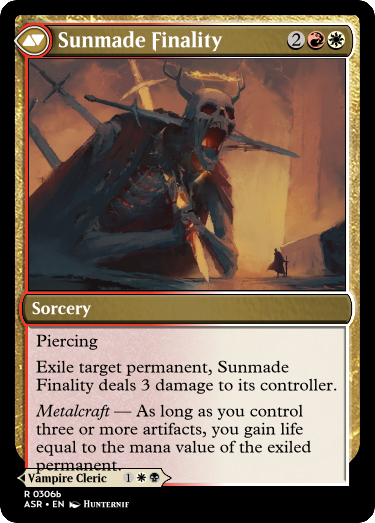 Sunmade Finality 2
Sorcery
Piercing
Exile target permanent, Sunmade
Finality deals 3 damage to its controller.
Metalcraft — As long as you control
three or more artifacts, you gain life
equal to the mana value of the exiled
permanent.
Vampire Cleric 1
R 0306b
ASR • EN Hunternif